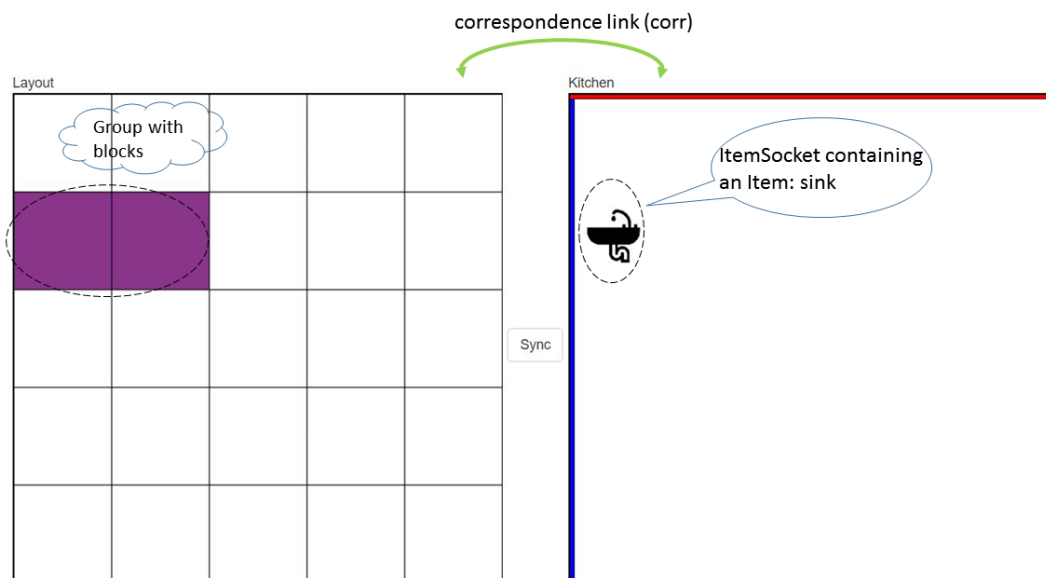 correspondence link (corr)
Layout
Kitchen
Group with
blocks
ItemSocket containing
an Item: sink
Sync